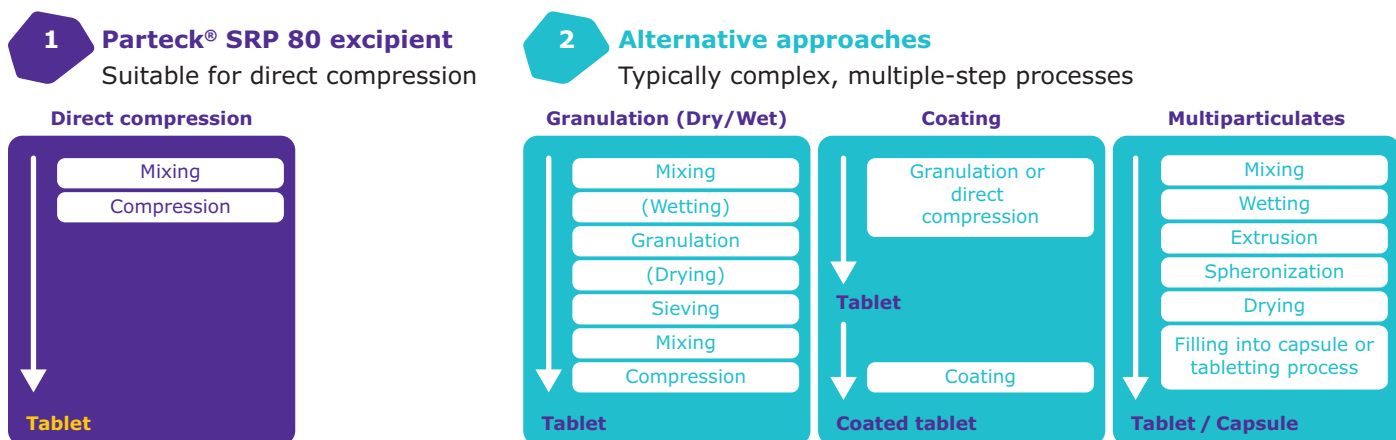 1
Parteck® SRP 80 excipient
Suitable for direct compression
Direct compression
Mixing
Compression
Tablet
2
Alternative approaches
Typically complex, multiple-step processes
Granulation (Dry/Wet)
Mixing
(Wetting)
Granulation
(Drying)
Sieving
Mixing
Compression
Tablet
Coating
Granulation or
direct
compression
Tablet
Coating
Coated tablet
Multiparticulates
Mixing
Wetting
Extrusion
Spheronization
Drying
Filling into capsule or
tabletting process
Tablet / Capsule